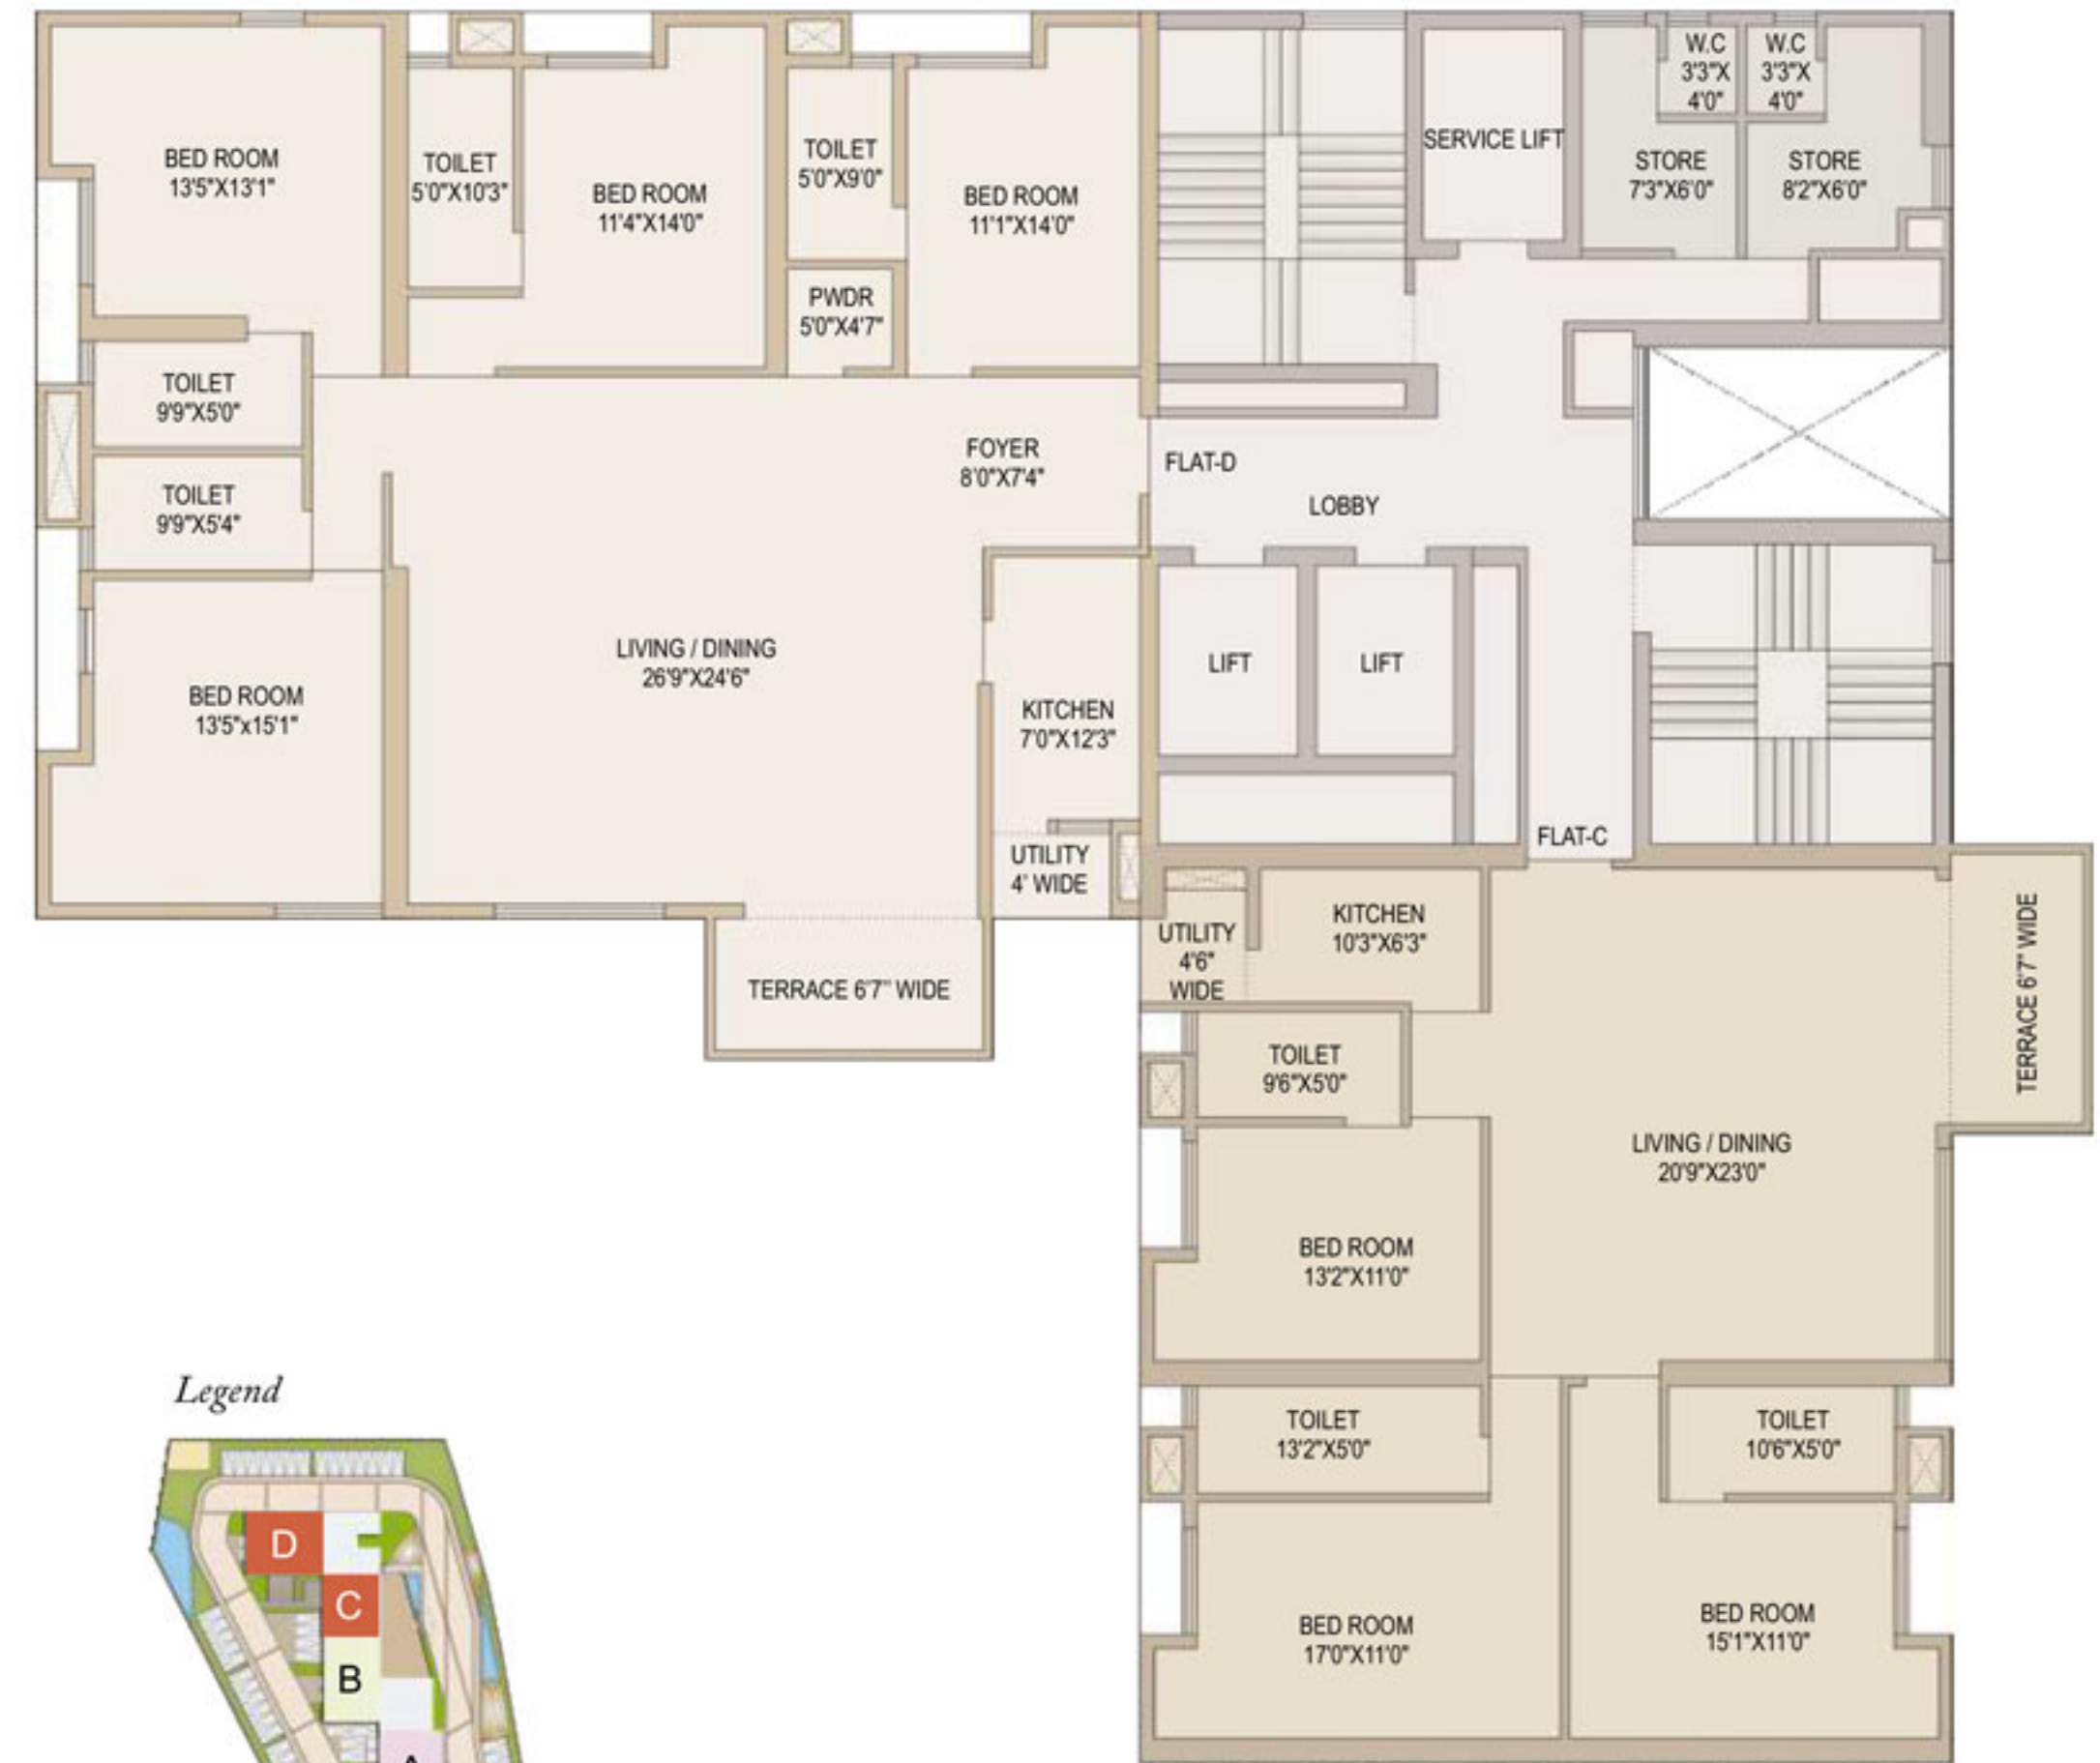 BED ROOM
13'5"X13'1"
TOILET
5'0"X10'3"
BED ROOM
11'4"X14'0"
TOILET
5'0"X9'0"
BED ROOM
11'1"X14'0"
PWDR
5'0"X4'7"
SERVICE LIFT
W.C
3'3"X
4'0"
W.C
3'3"X
4'0"
STORE
7'3"X6'0"
STORE
8'2"X6'0"
TOILET
9'9"X5'0"
TOILET
9'9"X5'4"
FOYER
8'0"X7'4"
FLAT-D
LOBBY
LIVING / DINING
26'9"X24'6"
BED ROOM
13'5"x15'1"
KITCHEN
7'0"X12'3"
LIFT
LIFT
UTILITY
4' WIDE
FLAT-C
TERRACE 6'7" WIDE
UTILITY
4'6"
WIDE
KITCHEN
10'3"X6'3"
TERRACE 6'7" WIDE
TOILET
9'6"X5'0"
LIVING / DINING
20'9"X23'0"
BED ROOM
13'2"X11'0"
TOILET
13'2"X5'0"
TOILET
10'6"X5'0"
BED ROOM
17'0"X11'0"
BED ROOM
15'1"X11'0"
Legend
D
C
B
A